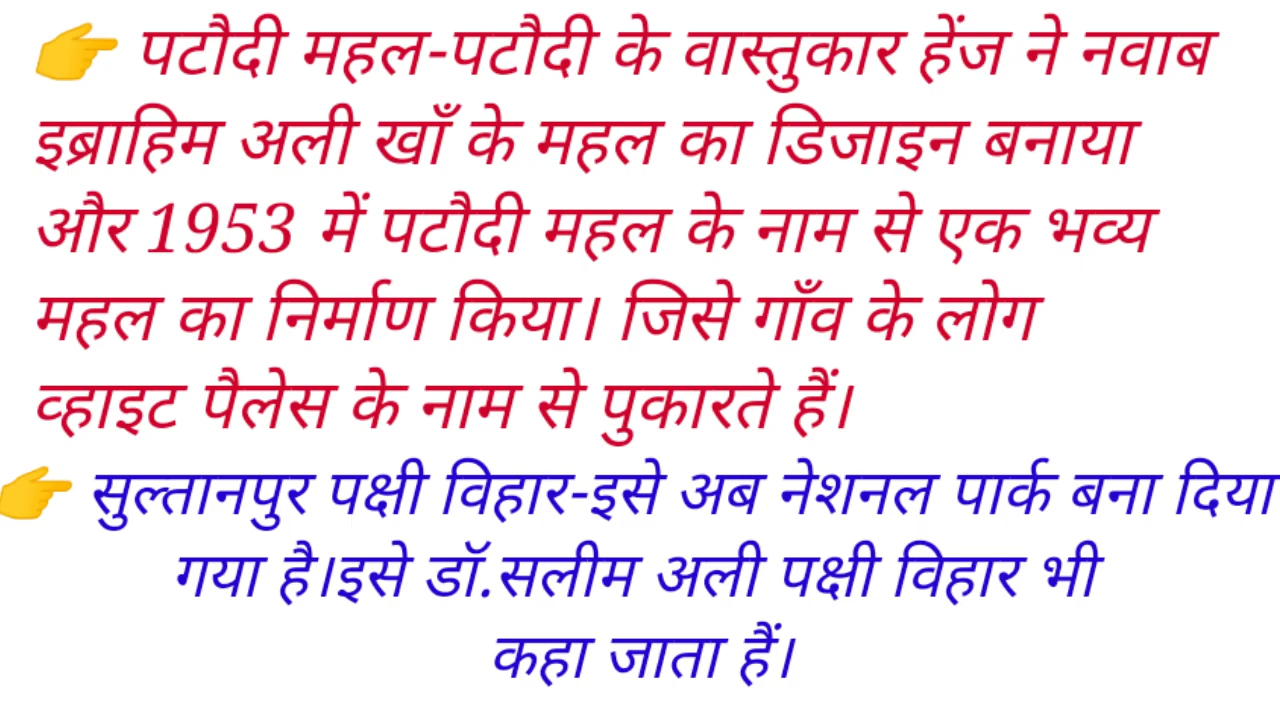 👉 पटौदी महल-पटौदी के वास्तुकार हेंज ने नवाब
इब्राहिम अली खाँ के महल का डिजाइन बनाया
और 1953 में पटौदी महल के नाम से एक भव्य
महल का निर्माण किया। जिसे गाँव के लोग
व्हाइट पैलेस के नाम से पुकारते हैं।
👉 सुल्तानपुर पक्षी विहार-इसे अब नेशनल पार्क बना दिया
गया है।इसे डॉ.सलीम अली पक्षी विहार भी
कहा जाता हैं।